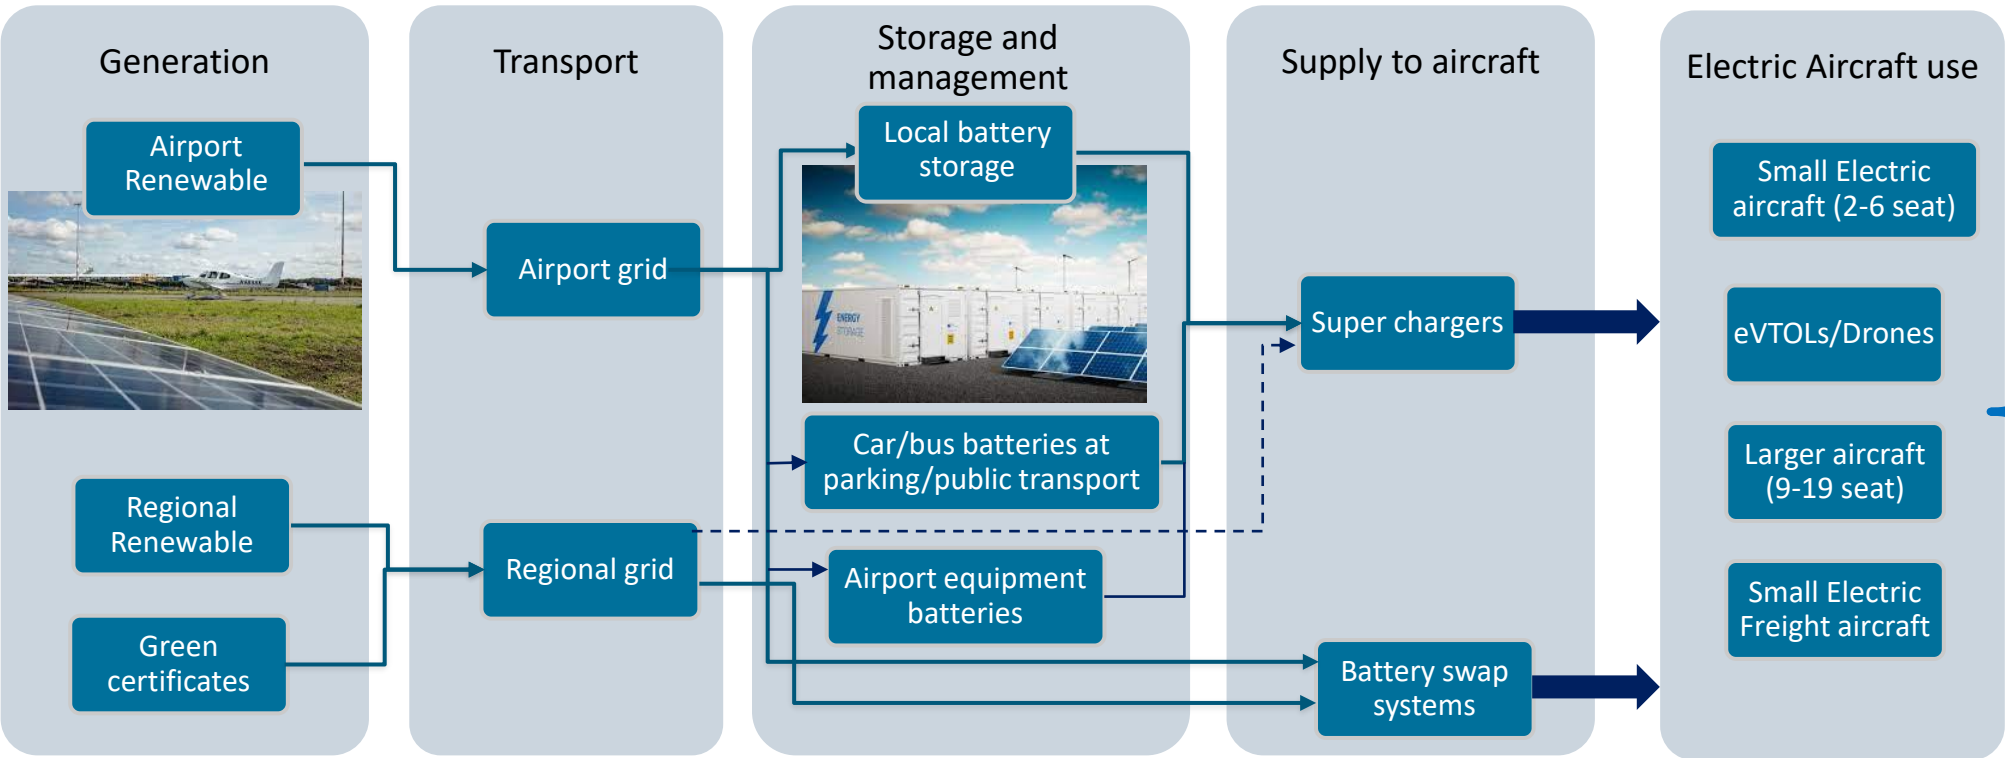 Generation
Airport
Renewable
Regional
Renewable
Green
certificates
Transport
Airport grid
Regional grid
Storage and
management
Local battery
storage
ENERGY
STORAGE
Car/bus batteries at
parking/public transport
Airport equipment
batteries
Supply to aircraft
Super chargers
Battery swap
systems
Electric Aircraft use
Small Electric
aircraft (2-6 seat)
eVTOLs/Drones
Larger aircraft
(9-19 seat)
Small Electric
Freight aircraft